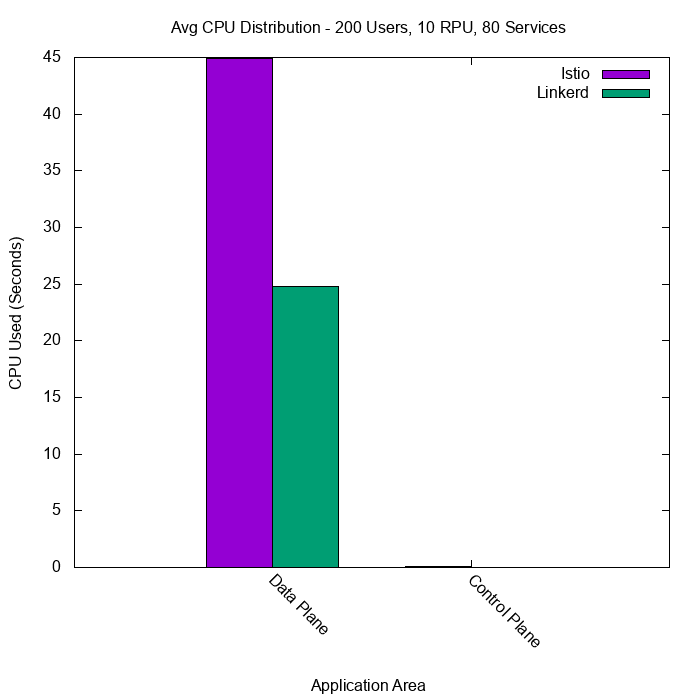 Avg CPU Distribution - 200 Users, 10 RPU, 80 Services
Istio
Linkerd
CPU Used (Seconds)
45
40
35
30
25
20
15
10
5
0
Data Plane
Control Plane
Application Area